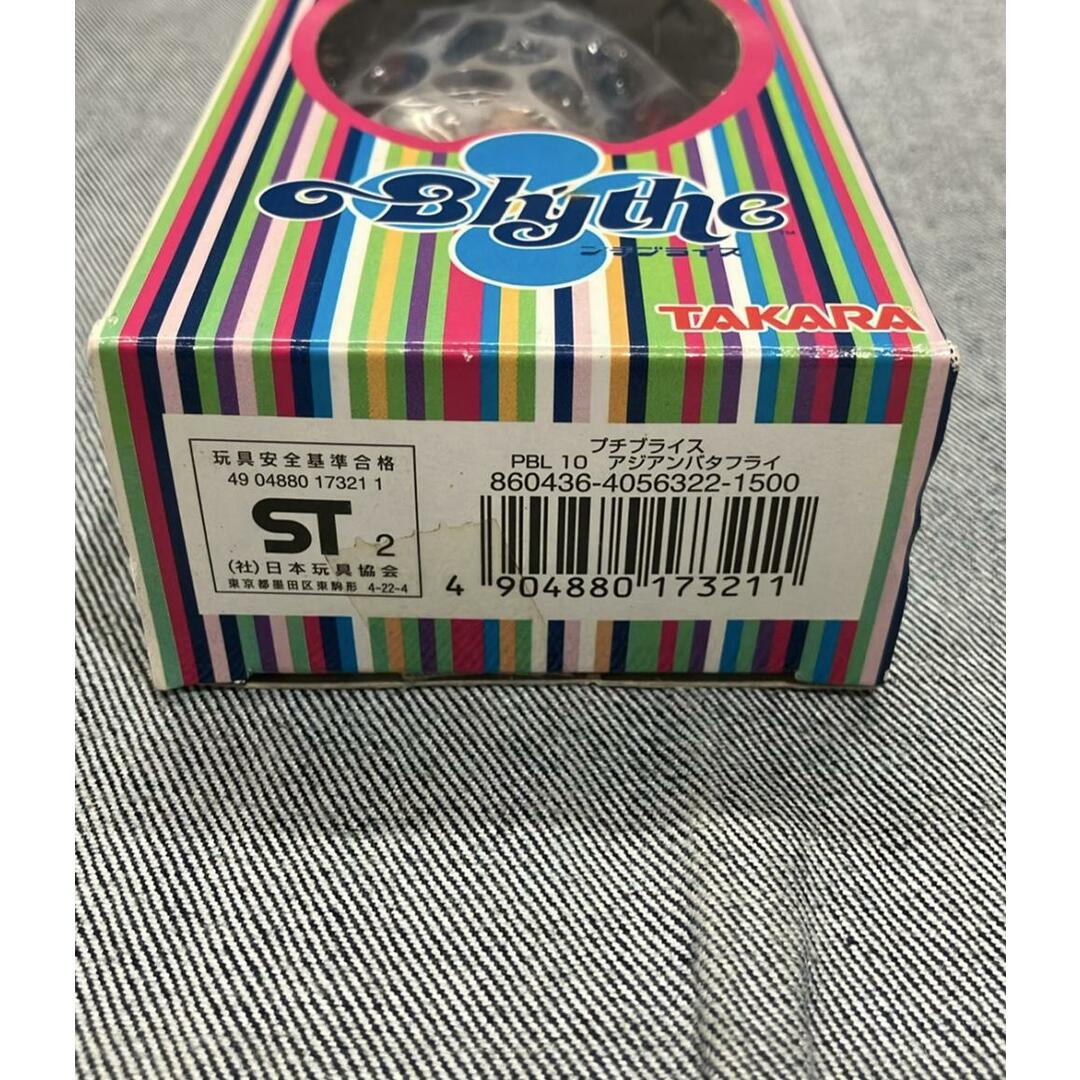 Blythe
TM
ンチブライス
TAKARA
玩具安全基準合格
49 04880 17321 1
ST 2
(社)日本玩具協会
東京都墨田区東駒形 4-22-4
プチブライス
PBL 10 アジアンバタフライ
860436-4056322-1500
4 904880 173211